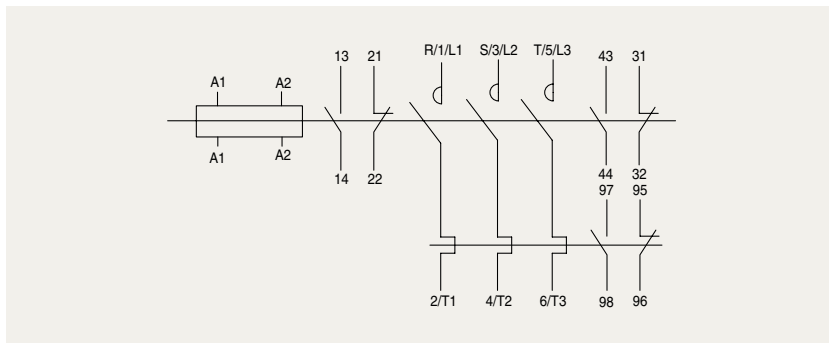 13 21 R/1/L1 S/3/L2 T/5/L3 43 31
A1 A2
A1 A2
14 22 44 32
97 95
2/T1 4/T2 6/T3 98 96